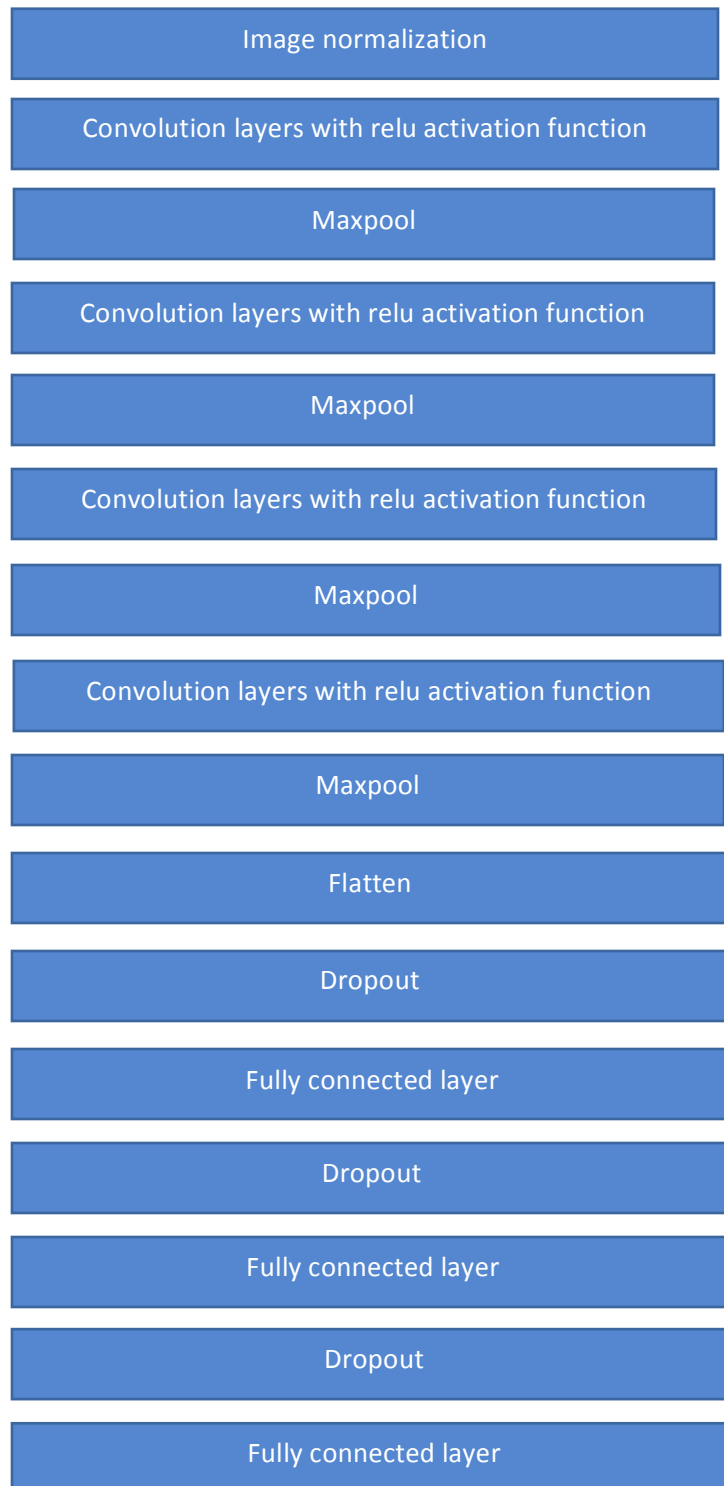 Image normalization
Convolution layers with relu activation function
Maxpool
Convolution layers with relu activation function
Maxpool
Convolution layers with relu activation function
Maxpool
Convolution layers with relu activation function
Maxpool
Flatten
Dropout
Fully connected layer
Dropout
Fully connected layer
Dropout
Fully connected layer